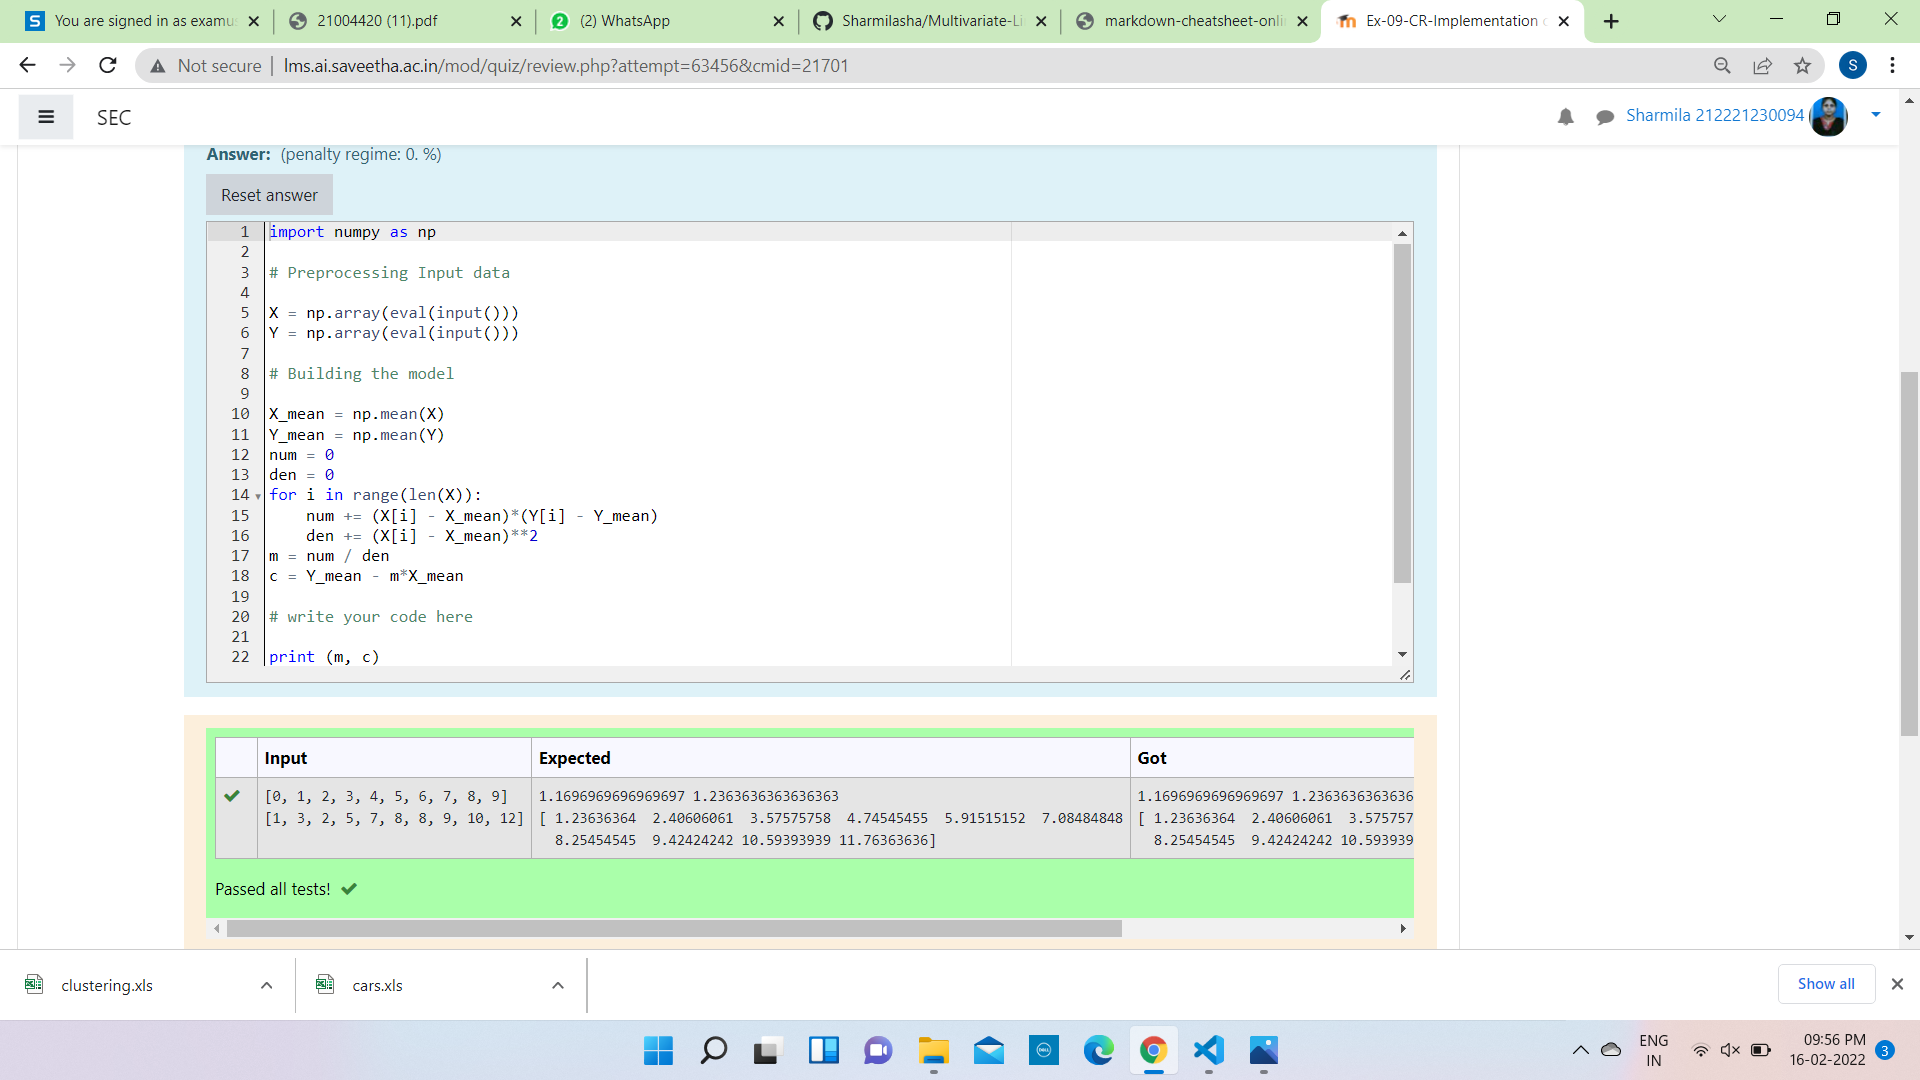 You are signed in as examu
21004420 (11).pdf
(2) WhatsApp
Sharmilasha/Multivariate-Li
markdown-cheatsheet-onli
Ex-09-CR-Implementation
Not secure | lms.ai.saveetha.ac.in/mod/quiz/review.php?attempt=63456&cmid=21701
S
SEC
Sharmila 212221230094
Answer: (penalty regime: 0. %)
Reset answer
1 import numpy as np
2
3 # Preprocessing Input data
4
5 X = np.array(eval(input()))
6 Y = np.array(eval(input()))
7
8 # Building the model
9
10 X_mean = np.mean(X)
11 Y_mean = np.mean(Y)
12 num = 0
13 den = 0
14 for i in range(len(X)):
15     num += (X[i] - X_mean)*(Y[i] - Y_mean)
16     den += (X[i] - X_mean)**2
17 m = num / den
18 c = Y_mean - m*X_mean
19
20 # write your code here
21
22 print (m, c)
Input Expected Got
[0, 1, 2, 3, 4, 5, 6, 7, 8, 9] 1.1696969696969697 1.2363636363636363 1.1696969696969697 1.2363636363636
[1, 3, 2, 5, 7, 8, 8, 9, 10, 12] [ 1.23636364 2.40606061 3.57575758 4.74545455 5.91515152 7.08484848 [ 1.23636364 2.40606061 3.575757
8.25454545 9.42424242 10.59393939 11.76363636] 8.25454545 9.42424242 10.593939
Passed all tests!
clustering.xls
cars.xls
Show all
ENG
IN
09:56 PM
16-02-2022
3